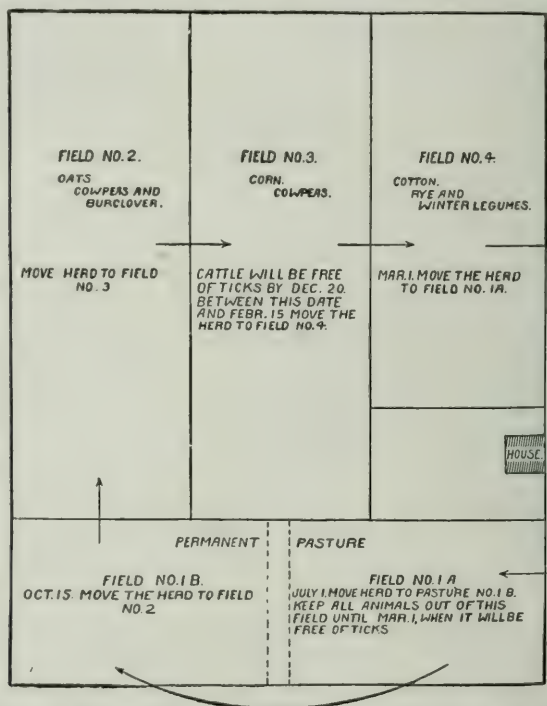 FIELD NO. 2.
OATS
COWPEAS AND
BURCLOVER.
MOVE HERD TO FIELD
NO. 3
FIELD NO. 3.
CORN.
COWPEAS.
CATTLE WILL BE FREE
OF TICKS BY DEC. 20.
BETWEEN THIS DATE
AND FEBR. 15 MOVE THE
HERD TO FIELD NO. 4.
FIELD NO. 4.
COTTON.
RYE AND
WINTER LEGUMES.
MAR. 1. MOVE THE HERD
TO FIELD NO. 1A.
HOUSE.
PERMANENT PASTURE
FIELD NO. 1 B.
OCT. 15. MOVE THE HERD TO FIELD
NO. 2
FIELD NO. 1 A
JULY 1. MOVE HERD TO PASTURE NO. 1 B.
KEEP ALL ANIMALS OUT OF THIS
FIELD UNTIL MAR. 1, WHEN IT WILL BE
FREE OF TICKS